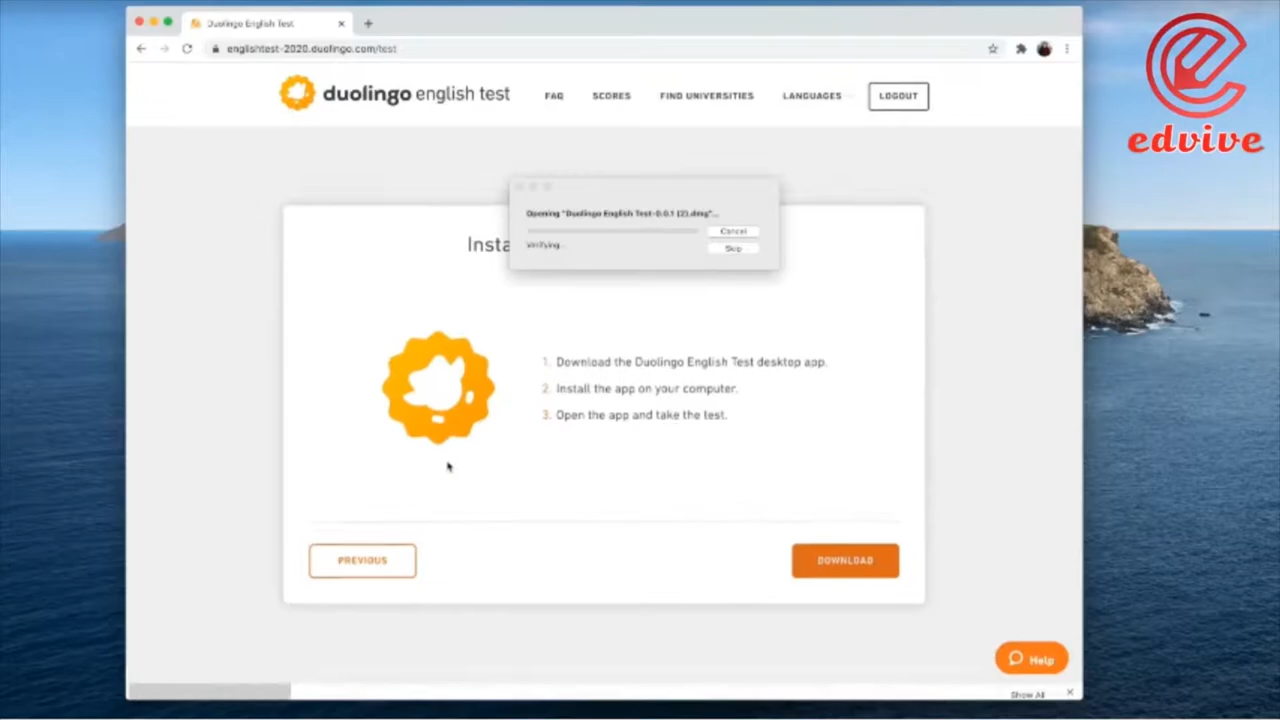 Duolingo English Test
englishtest-2020.duolingo.com/test
edvive
duolingo english test
FAQ
SCORES
FIND UNIVERSITIES
LANGUAGES
LOGOUT
Opening "Duolingo English Test-0.0.1 (2).dmg"...
Cancel
Verifying...
Skip
Insta
1. Download the Duolingo English Test desktop app.
2. Install the app on your computer.
3. Open the app and take the test.
PREVIOUS
DOWNLOAD
Help
Show All